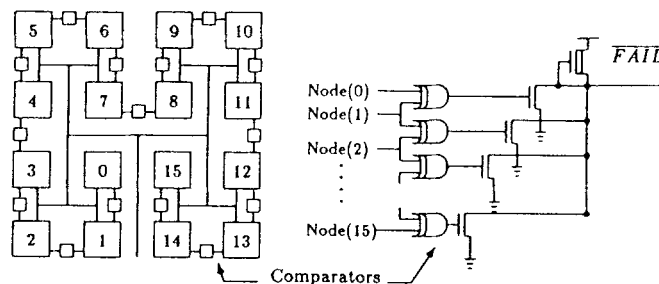 5 6 9 10
4 7 8 11
3 0 15 12
2 1 14 13
Node(0)
Node(1)
Node(2)
Node(15)
FAIL
Comparators